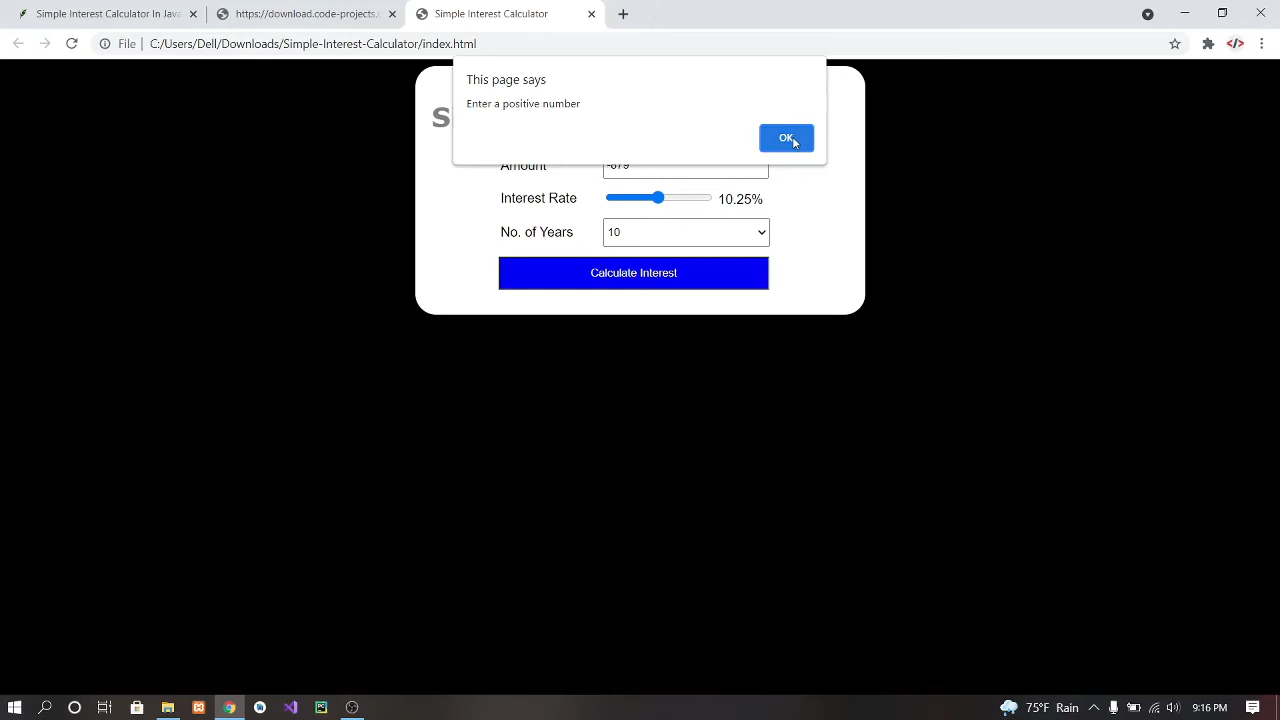 Simple Interest Calculator In Java
https://download.code-projects.
Simple Interest Calculator
File
C:/Users/Dell/Downloads/Simple-Interest-Calculator/index.html
This page says
Enter a positive number
OK
S
Amount
-879
Interest Rate
10.25%
No. of Years
10
Calculate Interest
75°F Rain
9:16 PM